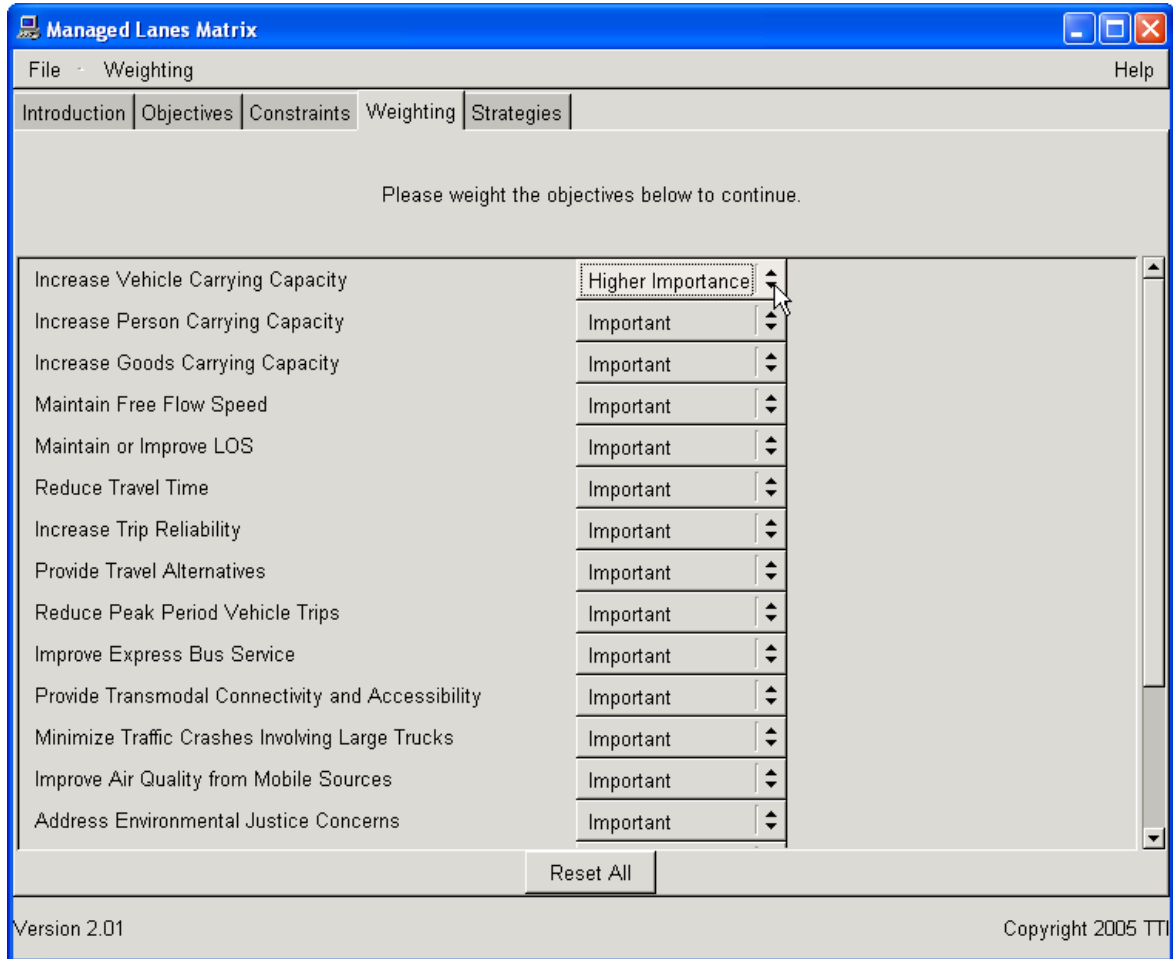 Managed Lanes Matrix
File Weighting Help
Introduction Objectives Constraints Weighting Strategies
Please weight the objectives below to continue.
Increase Vehicle Carrying Capacity Higher Importance
Increase Person Carrying Capacity Important
Increase Goods Carrying Capacity Important
Maintain Free Flow Speed Important
Maintain or Improve LOS Important
Reduce Travel Time Important
Increase Trip Reliability Important
Provide Travel Alternatives Important
Reduce Peak Period Vehicle Trips Important
Improve Express Bus Service Important
Provide Transmodal Connectivity and Accessibility Important
Minimize Traffic Crashes Involving Large Trucks Important
Improve Air Quality from Mobile Sources Important
Address Environmental Justice Concerns Important
Reset All
Version 2.01 Copyright 2005 TTI